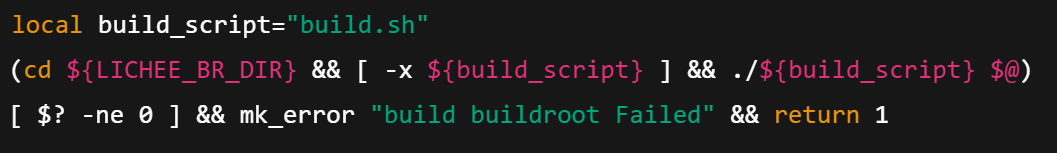 local build_script="build.sh"
(cd ${LICHEE_BR_DIR} && [ -x ${build_script} ] && ./${build_script} $@)
[ $? -ne 0 ] && mk_error "build buildroot Failed" && return 1